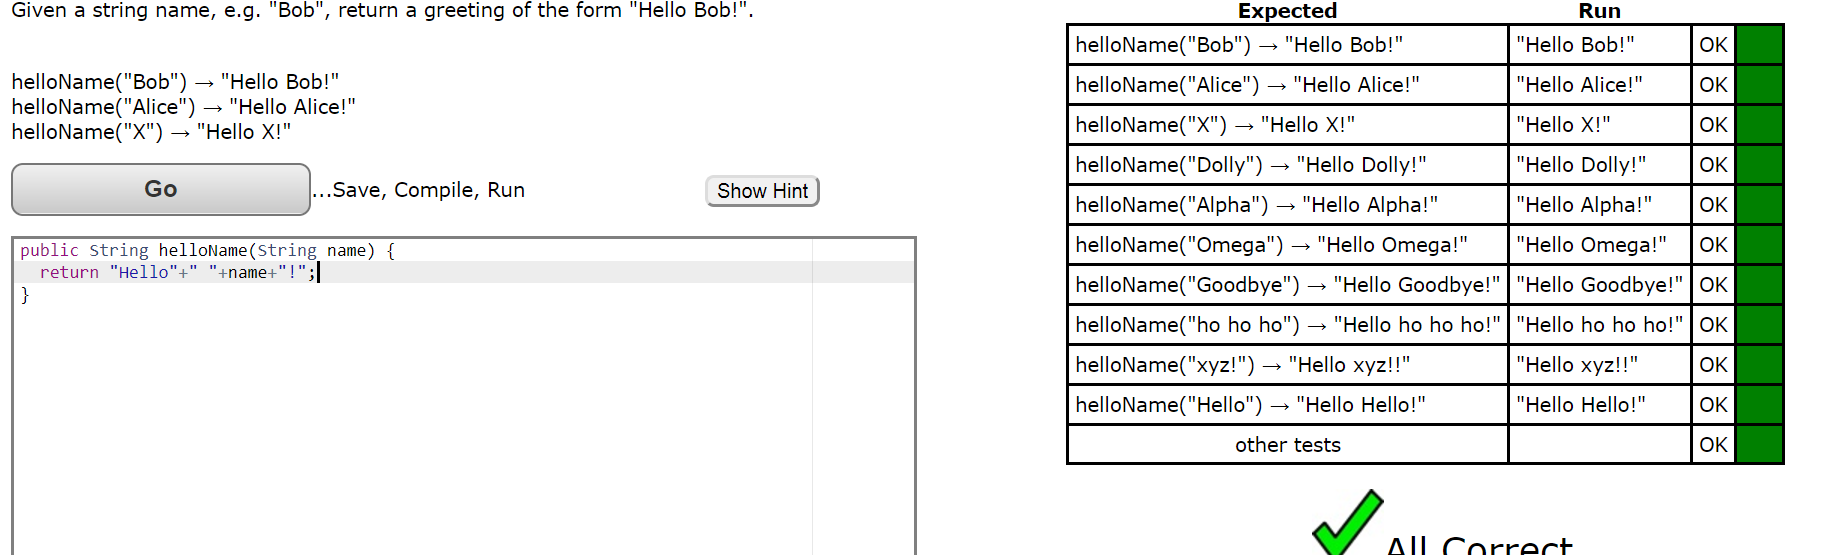 Given a string name, e.g. "Bob", return a greeting of the form "Hello Bob!".
helloName("Bob") → "Hello Bob!"
helloName("Alice") → "Hello Alice!"
helloName("X") → "Hello X!"
Go ...Save, Compile, Run Show Hint
public String helloName(String name) {
  return "Hello"+" "+name+"!";
}
Expected Run
helloName("Bob") → "Hello Bob!" "Hello Bob!" OK
helloName("Alice") → "Hello Alice!" "Hello Alice!" OK
helloName("X") → "Hello X!" "Hello X!" OK
helloName("Dolly") → "Hello Dolly!" "Hello Dolly!" OK
helloName("Alpha") → "Hello Alpha!" "Hello Alpha!" OK
helloName("Omega") → "Hello Omega!" "Hello Omega!" OK
helloName("Goodbye") → "Hello Goodbye!" "Hello Goodbye!" OK
helloName("ho ho ho") → "Hello ho ho ho!" "Hello ho ho ho!" OK
helloName("xyz!") → "Hello xyz!!" "Hello xyz!!" OK
helloName("Hello") → "Hello Hello!" "Hello Hello!" OK
other tests OK
All Correct